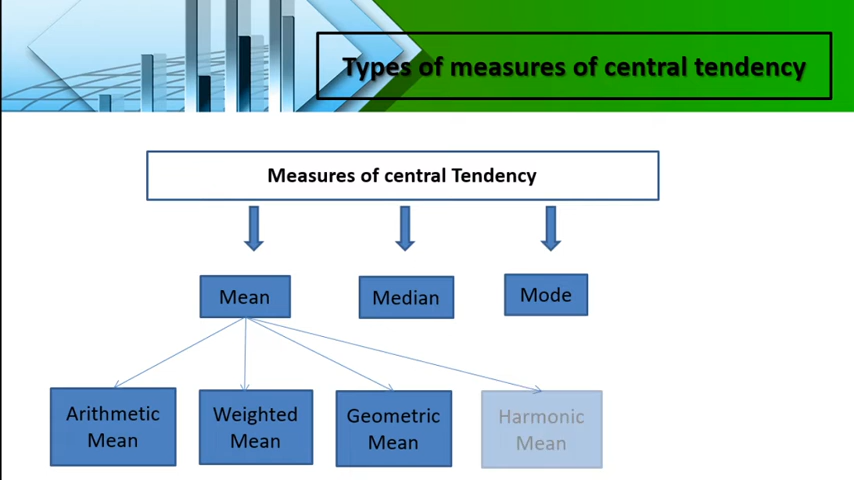 Types of measures of central tendency
Measures of central Tendency
Mean
Median
Mode
Arithmetic
Mean
Weighted
Mean
Geometric
Mean
Harmonic
Mean